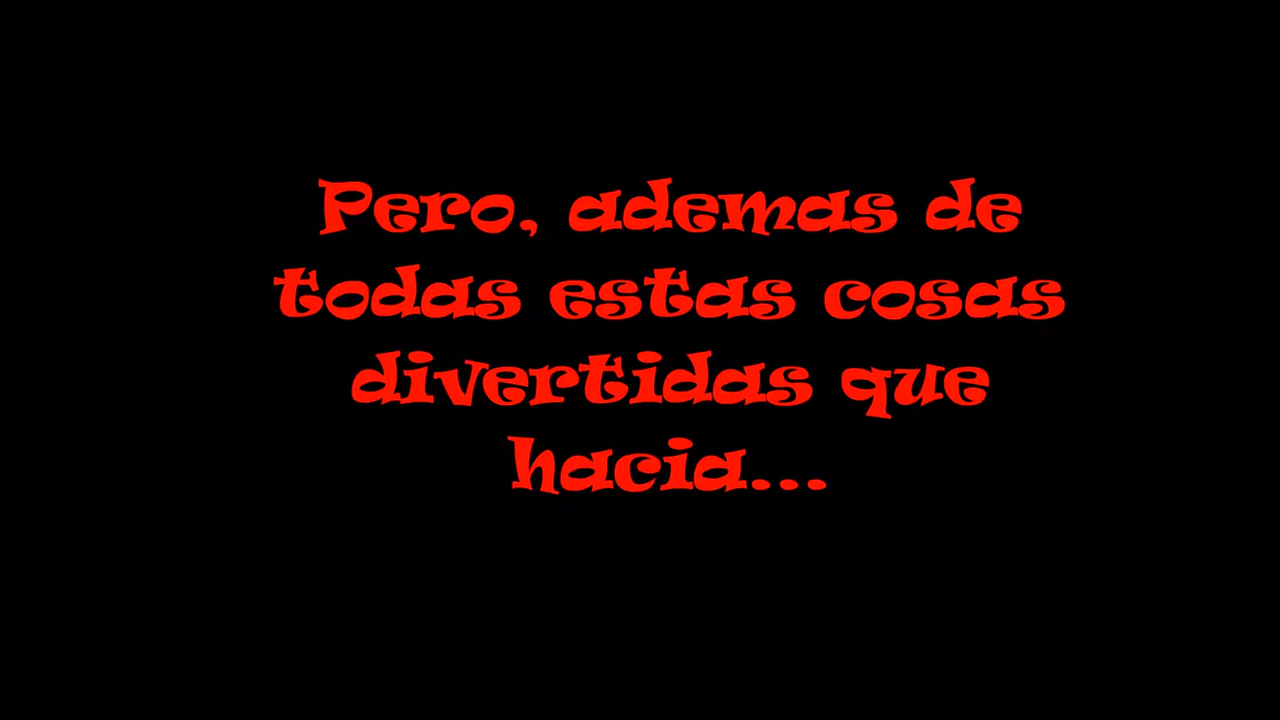 Pero, ademas de
todas estas cosas
divertidas que
hacia...